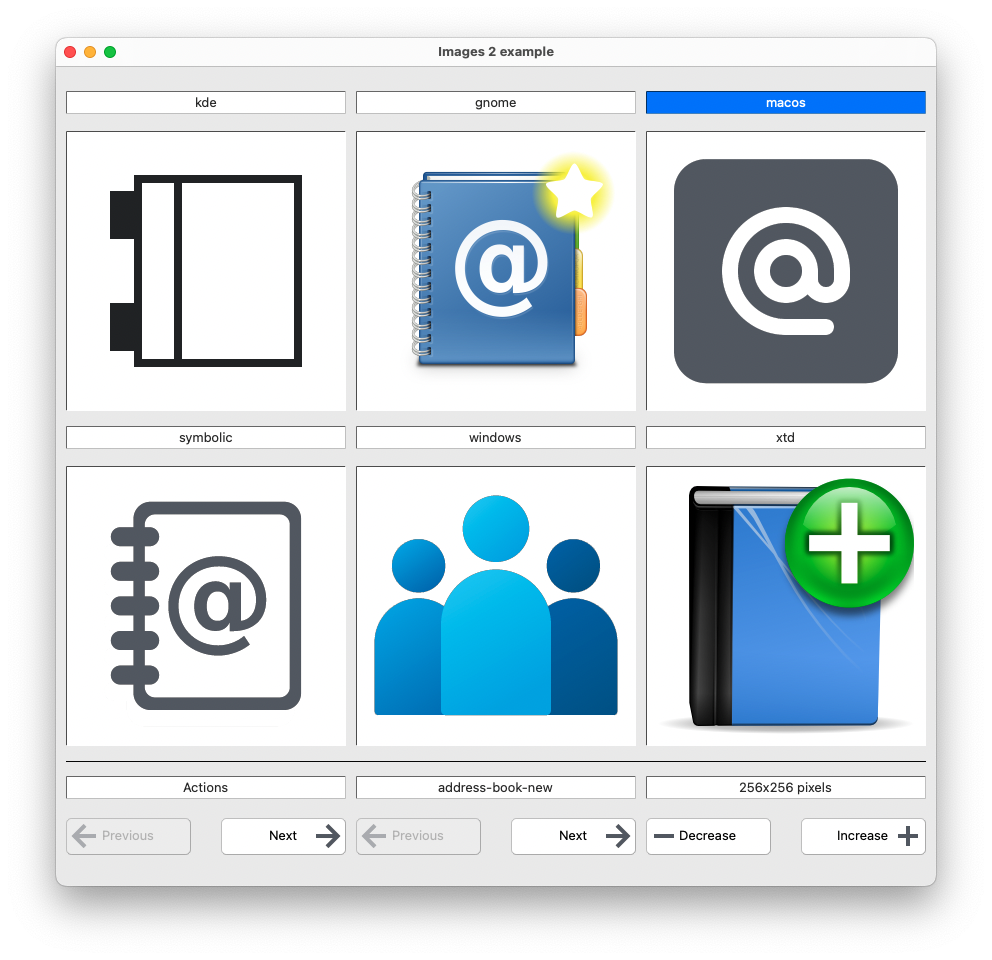 Images 2 example
kde
gnome
macos
@
@
symbolic
windows
xtd
@
Actions
address-book-new
256x256 pixels
Previous
Next
Previous
Next
Decrease
Increase